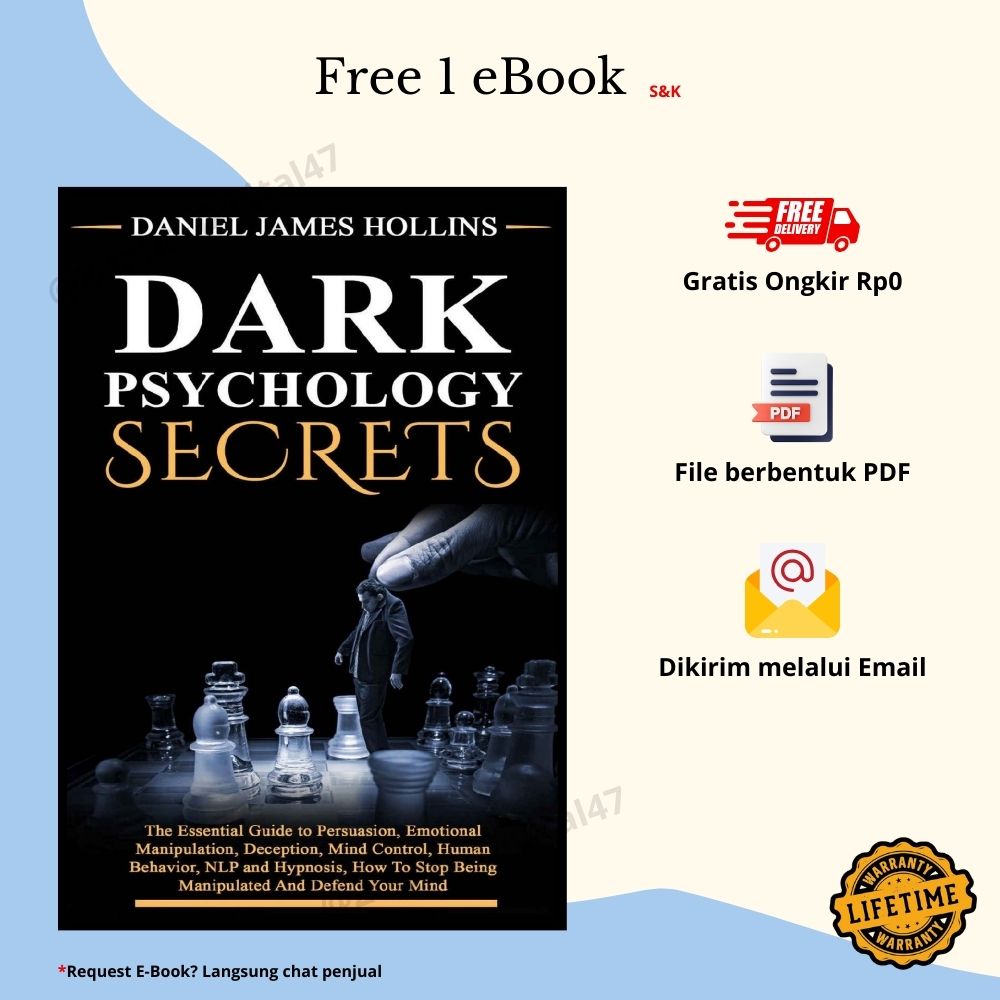 Free 1 eBook S&K
DANIEL JAMES HOLLINS
DARK
PSYCHOLOGY
SECRETS
The Essential Guide to Persuasion, Emotional
Manipulation, Deception, Mind Control, Human
Behavior, NLP and Hypnosis, How To Stop Being
Manipulated And Defend Your Mind
FREE
DELIVERY
Gratis Ongkir Rp0
PDF
File berbentuk PDF
@
Dikirim melalui Email
WARRANTY
LIFETIME
WARRANTY
*Request E-Book? Langsung chat penjual